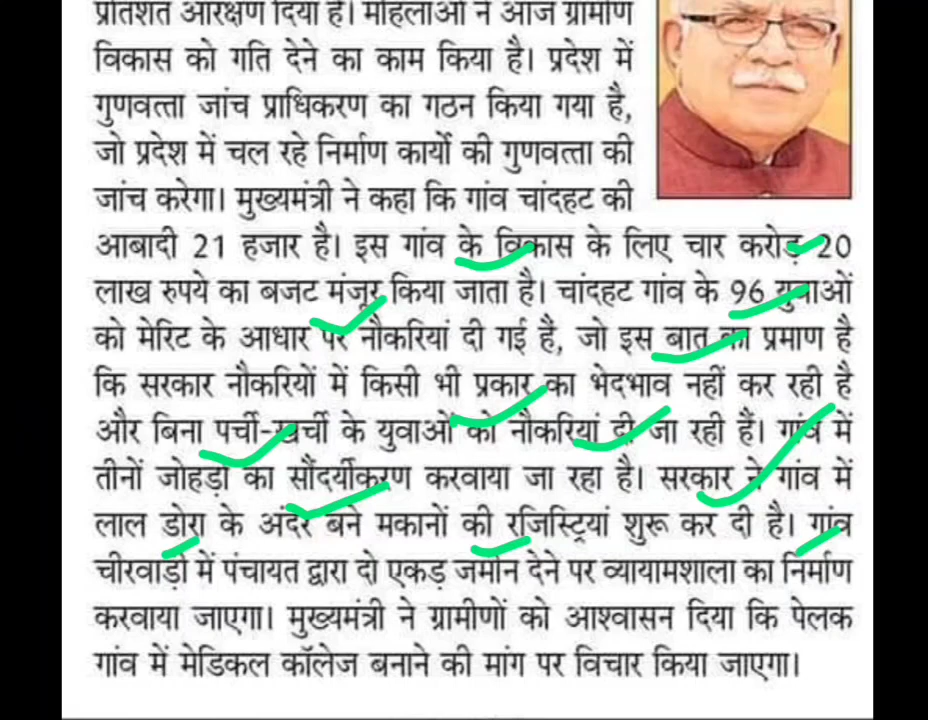 प्रतिशत आरक्षण दिया है। महिलाओं ने आज ग्रामीण
विकास को गति देने का काम किया है। प्रदेश में
गुणवत्ता जांच प्राधिकरण का गठन किया गया है,
जो प्रदेश में चल रहे निर्माण कार्यों की गुणवत्ता की
जांच करेगा। मुख्यमंत्री ने कहा कि गांव चांदहट की
आबादी 21 हजार है। इस गांव के विकास के लिए चार करोड़ 20
लाख रुपये का बजट मंजूर किया जाता है। चांदहट गांव के 96 युवाओं
को मेरिट के आधार पर नौकरियां दी गई है, जो इस बात का प्रमाण है
कि सरकार नौकरियों में किसी भी प्रकार का भेदभाव नहीं कर रही है
और बिना पर्ची-खर्ची के युवाओं को नौकरियां दी जा रही हैं। गांव में
तीनों जोहड़ों का सौंदर्यीकरण करवाया जा रहा है। सरकार ने गांव में
लाल डोरा के अंदर बने मकानों की रजिस्ट्रियां शुरू कर दी है। गांव
चीरवाड़ी में पंचायत द्वारा दो एकड़ जमीन देने पर व्यायामशाला का निर्माण
करवाया जाएगा। मुख्यमंत्री ने ग्रामीणों को आश्वासन दिया कि पेलक
गांव में मेडिकल कॉलेज बनाने की मांग पर विचार किया जाएगा।